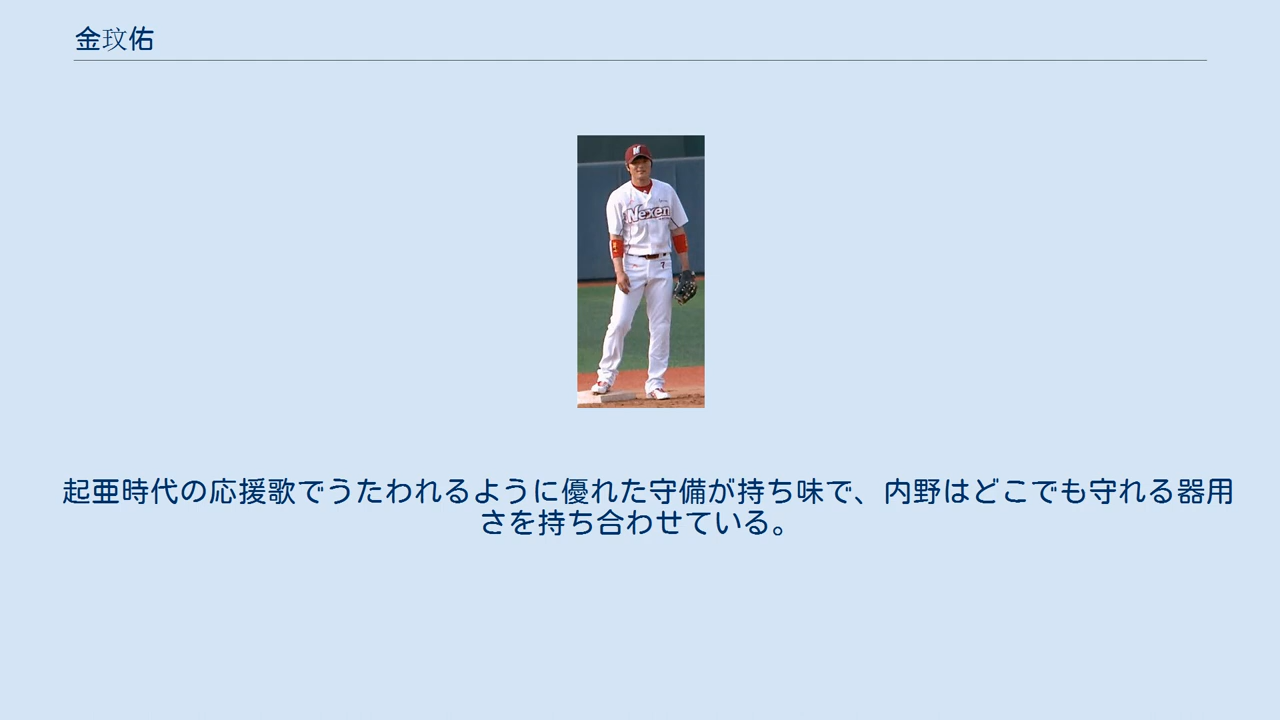 金玟佑
Nexen
7
起亜時代の応援歌でうたわれるように優れた守備が持ち味で、内野はどこでも守れる器用
さを持ち合わせている。